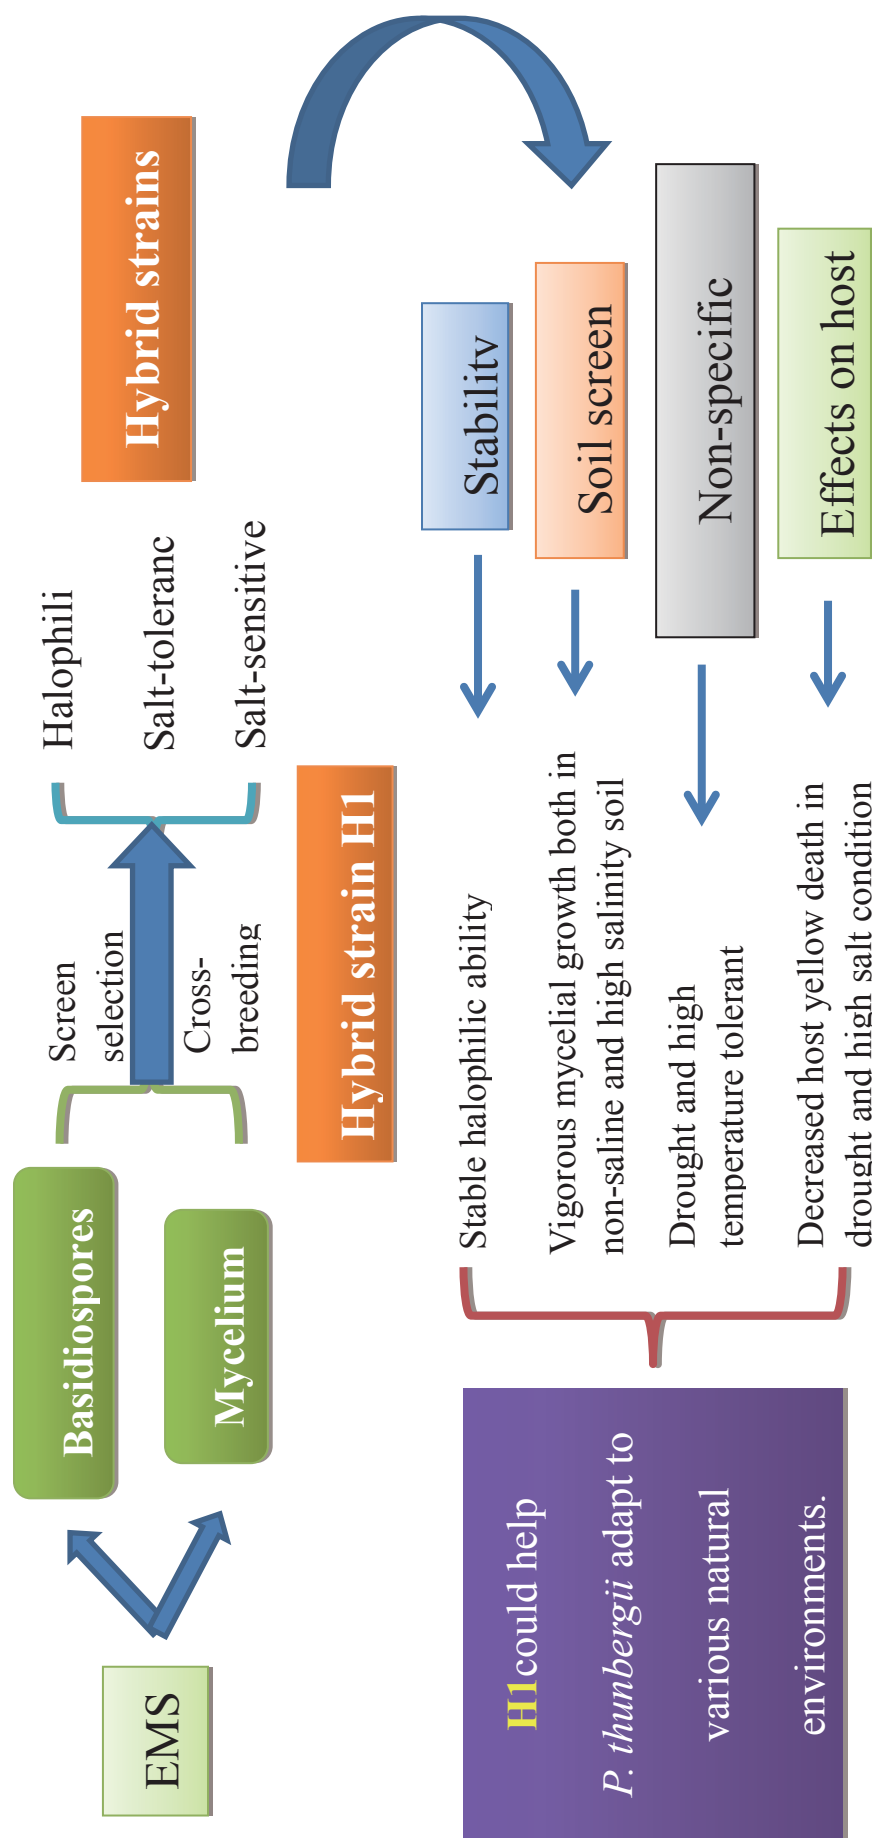 EMS
Basidiospores
Mycelium
Screen
selection
Cross-
breeding
Halophili
Salt-toleranc
Salt-sensitive
Hybrid strains
Hybrid strain H1
Stability
Soil screen
Non-specific
Effects on host
Stable halophilic ability
Vigorous mycelial growth both in
non-saline and high salinity soil
Drought and high
temperature tolerant
Decreased host yellow death in
drought and high salt condition
H1could help
P. thunbergii adapt to
various natural
environments.